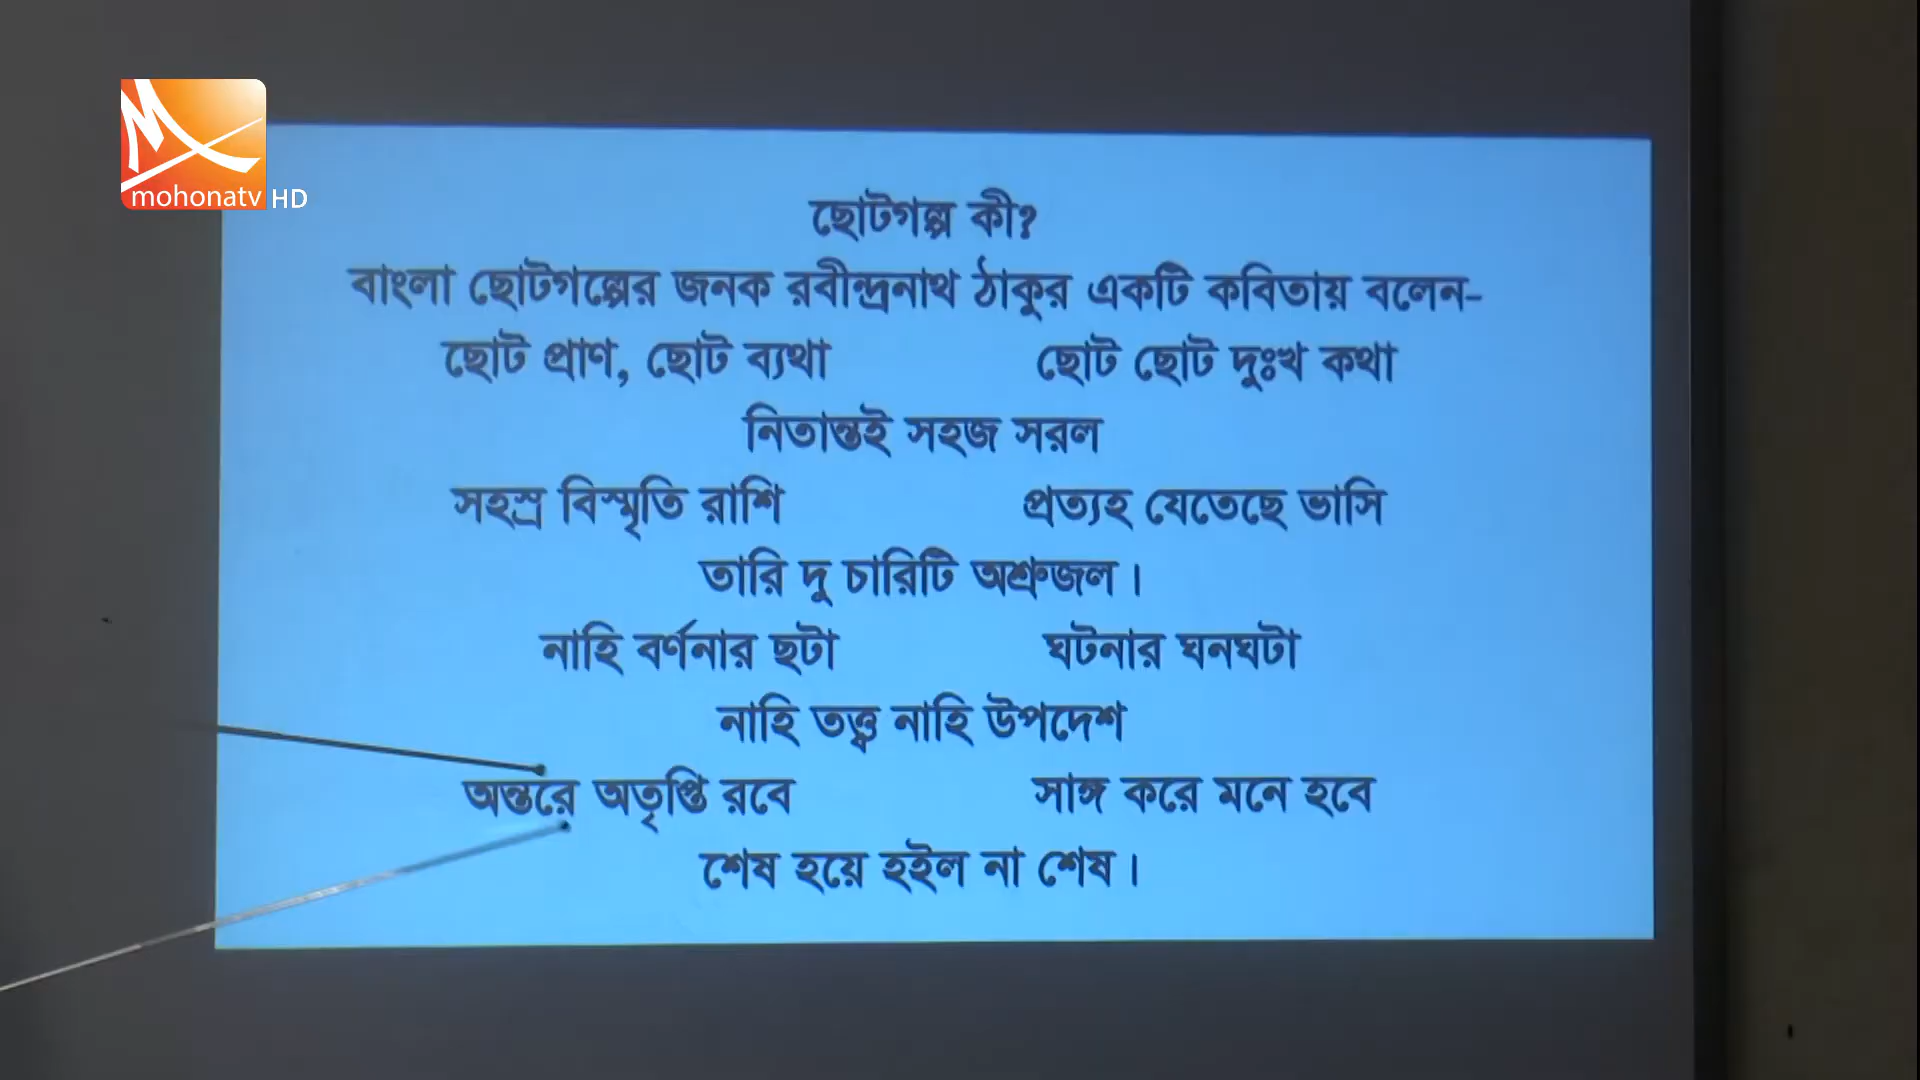 mohonatv HD
ছোটগল্প কী?
বাংলা ছোটগল্পের জনক রবীন্দ্রনাথ ঠাকুর একটি কবিতায় বলেন-
ছোট প্রাণ, ছোট ব্যথা ছোট ছোট দুঃখ কথা
নিতান্তই সহজ সরল
সহস্র বিস্মৃতি রাশি প্রত্যহ যেতেছে ভাসি
তারি দু চারিটি অশ্রুজল।
নাহি বর্ণনার ছটা ঘটনার ঘনঘটা
নাহি তত্ত্ব নাহি উপদেশ
অন্তরে অতৃপ্তি রবে সাঙ্গ করে মনে হবে
শেষ হয়ে হইল না শেষ।